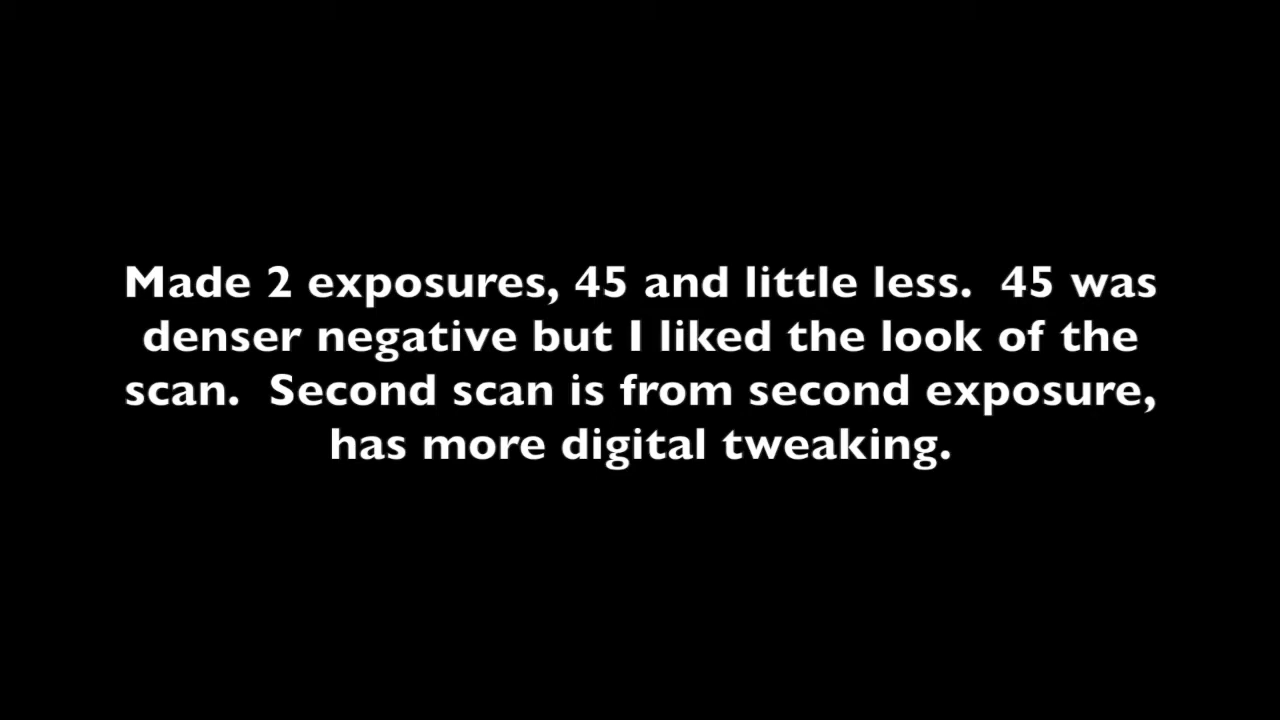 Made 2 exposures, 45 and little less.  45 was
denser negative but I liked the look of the
scan.  Second scan is from second exposure,
has more digital tweaking.